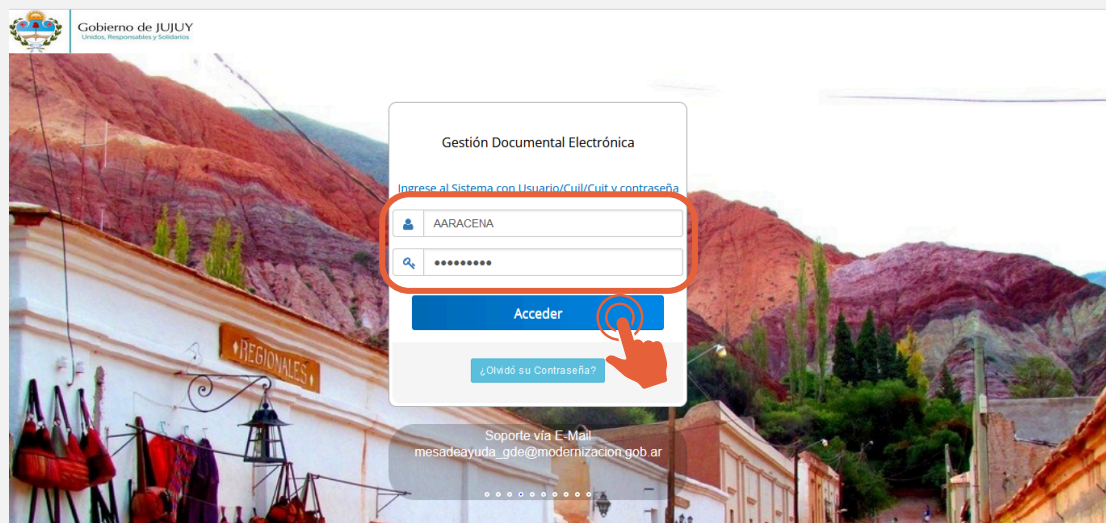 Gobierno de JUJUY
Unidos, Responsables y Solidarios
Gestión Documental Electrónica
Ingrese al Sistema con Usuario/Cuil/Cuit y contraseña
AARACENA
•••••••••
Acceder
¿Olvidó su Contraseña?
REGIONALES
Soporte vía E-Mail
mesadeayuda_gde@modernizacion.gob.ar